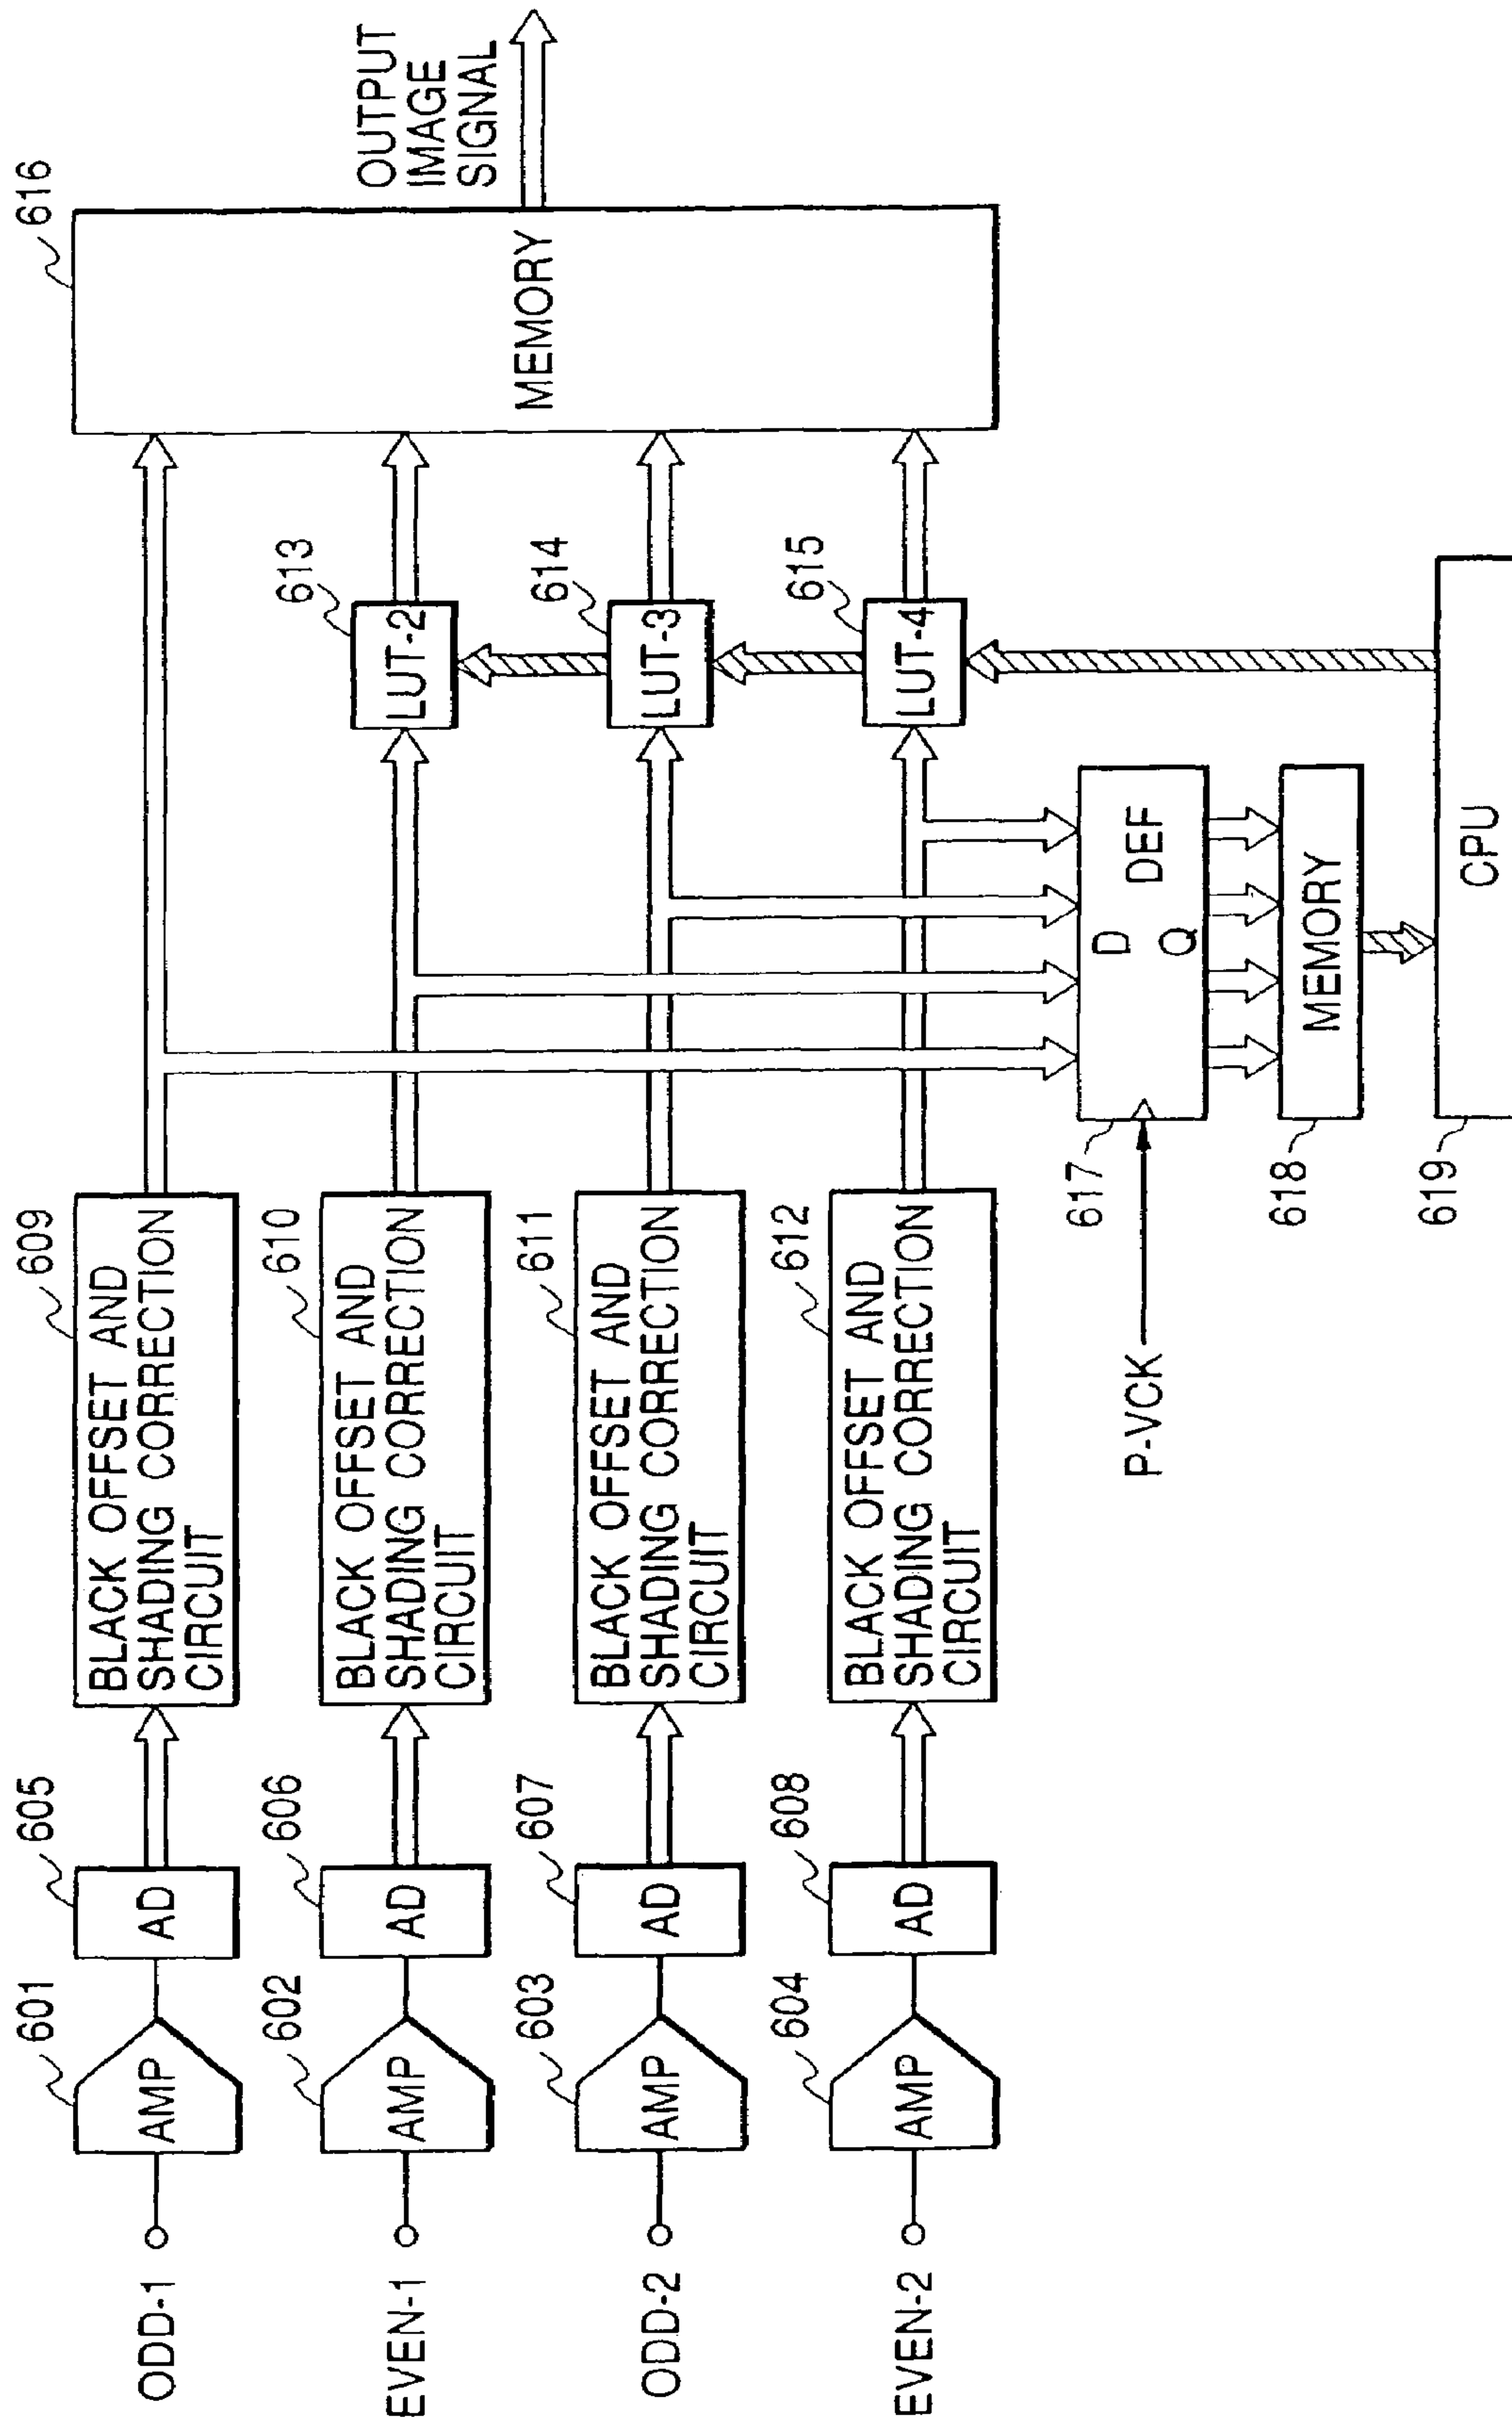 ODD-1
601
AMP
605
AD
609
BLACK OFFSET AND
SHADING CORRECTION
CIRCUIT
616
MEMORY
OUTPUT
IMAGE
SIGNAL
EVEN-1
602
AMP
606
AD
610
BLACK OFFSET AND
SHADING CORRECTION
CIRCUIT
613
LUT-2
ODD-2
603
AMP
607
AD
611
BLACK OFFSET AND
SHADING CORRECTION
CIRCUIT
614
LUT-3
EVEN-2
604
AMP
608
AD
612
BLACK OFFSET AND
SHADING CORRECTION
CIRCUIT
615
LUT-4
P-VCK
617
D
Q
DEF
618
MEMORY
619
CPU